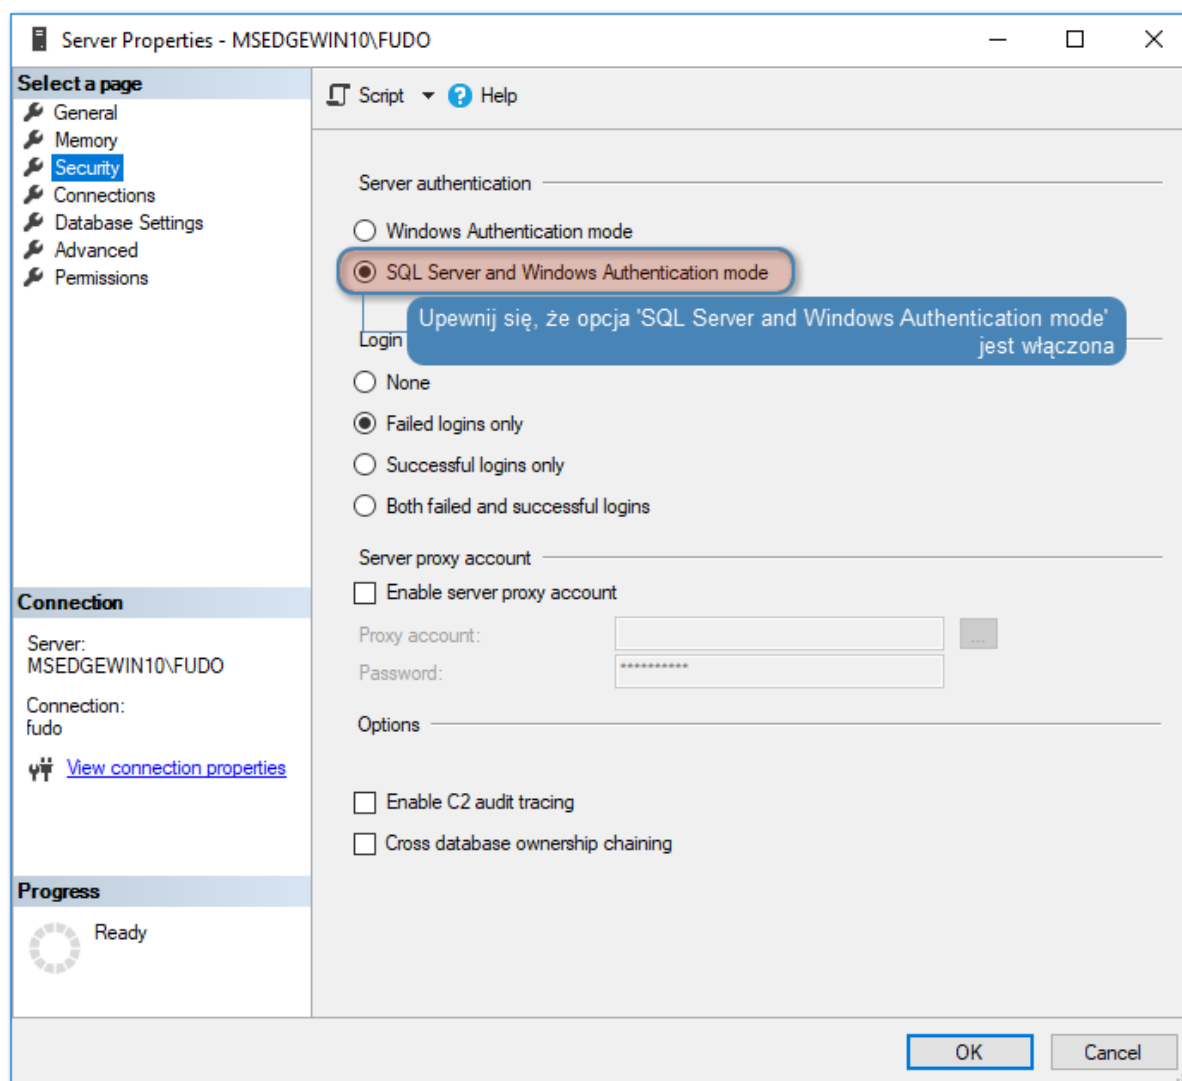 Server Properties - MSEDGEWIN10\FUDO
Select a page
General
Memory
Security
Connections
Database Settings
Advanced
Permissions
Script
Help
Server authentication
Windows Authentication mode
SQL Server and Windows Authentication mode
Upewnij się, że opcja 'SQL Server and Windows Authentication mode'
jest włączona
Login
None
Failed logins only
Successful logins only
Both failed and successful logins
Server proxy account
Enable server proxy account
Proxy account:
...
Password:
**********
Options
Enable C2 audit tracing
Cross database ownership chaining
Connection
Server:
MSEDGEWIN10\FUDO
Connection:
fudo
View connection properties
Progress
Ready
OK
Cancel